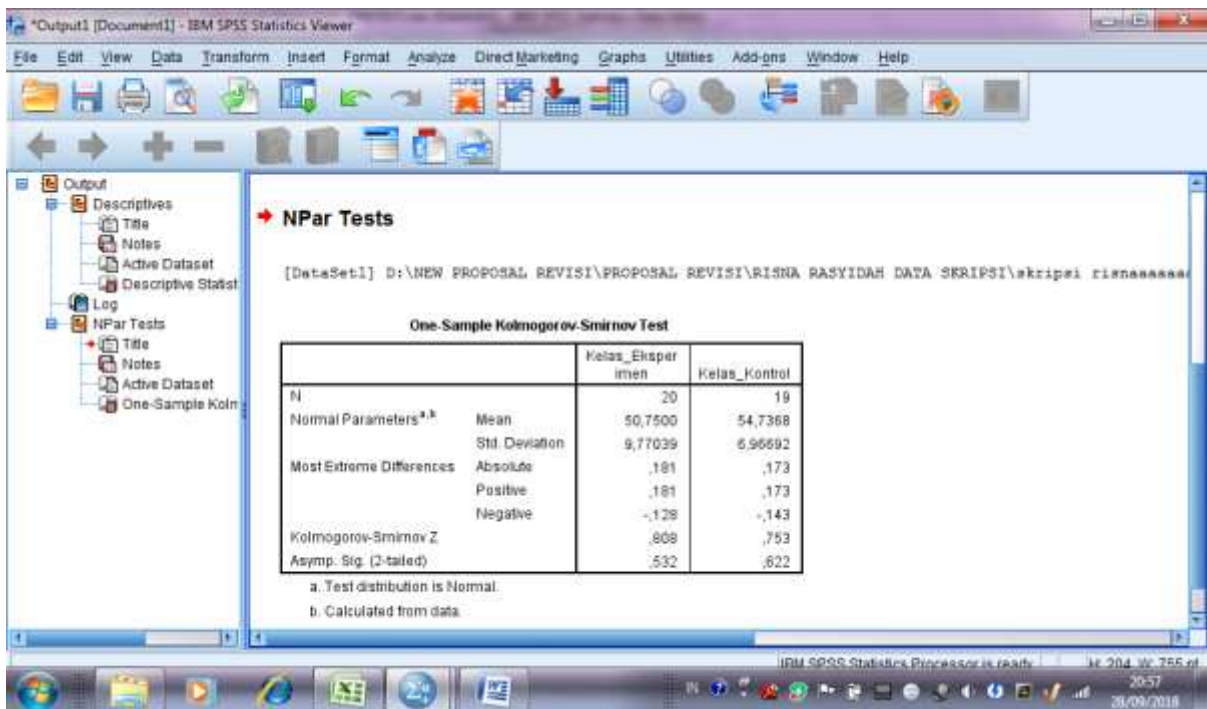 *Output1 [Document1] - IBM SPSS Statistics Viewer
File Edit View Data Transform Insert Format Analyze Direct Marketing Graphs Utilities Add-ons Window Help
Output
Descriptives
Title
Notes
Active Dataset
Descriptive Statist
Log
NPar Tests
Title
Notes
Active Dataset
One-Sample Kolm
NPar Tests
[DataSet1] D:\NEW PROPOSAL REVISI\PROPOSAL REVISI\RISNA RASYIDAH DATA SKRIPSI\skripsi
One-Sample Kolmogorov-Smirnov Test
Kelas_Eksper
imen Kelas_Kontrol
N 20 19
Normal Parameters a,b Mean 50,7500 54,7368
Std. Deviation 9,77039 6,96692
Most Extreme Differences Absolute ,181 ,173
Positive ,181 ,173
Negative -,128 -,143
Kolmogorov-Smirnov Z ,808 ,753
Asymp. Sig. (2-tailed) ,532 ,622
a. Test distribution is Normal.
b. Calculated from data.
IBM SPSS Statistics Processor is ready H: 204, W: 755 pt
IN 20:57
28/09/2018